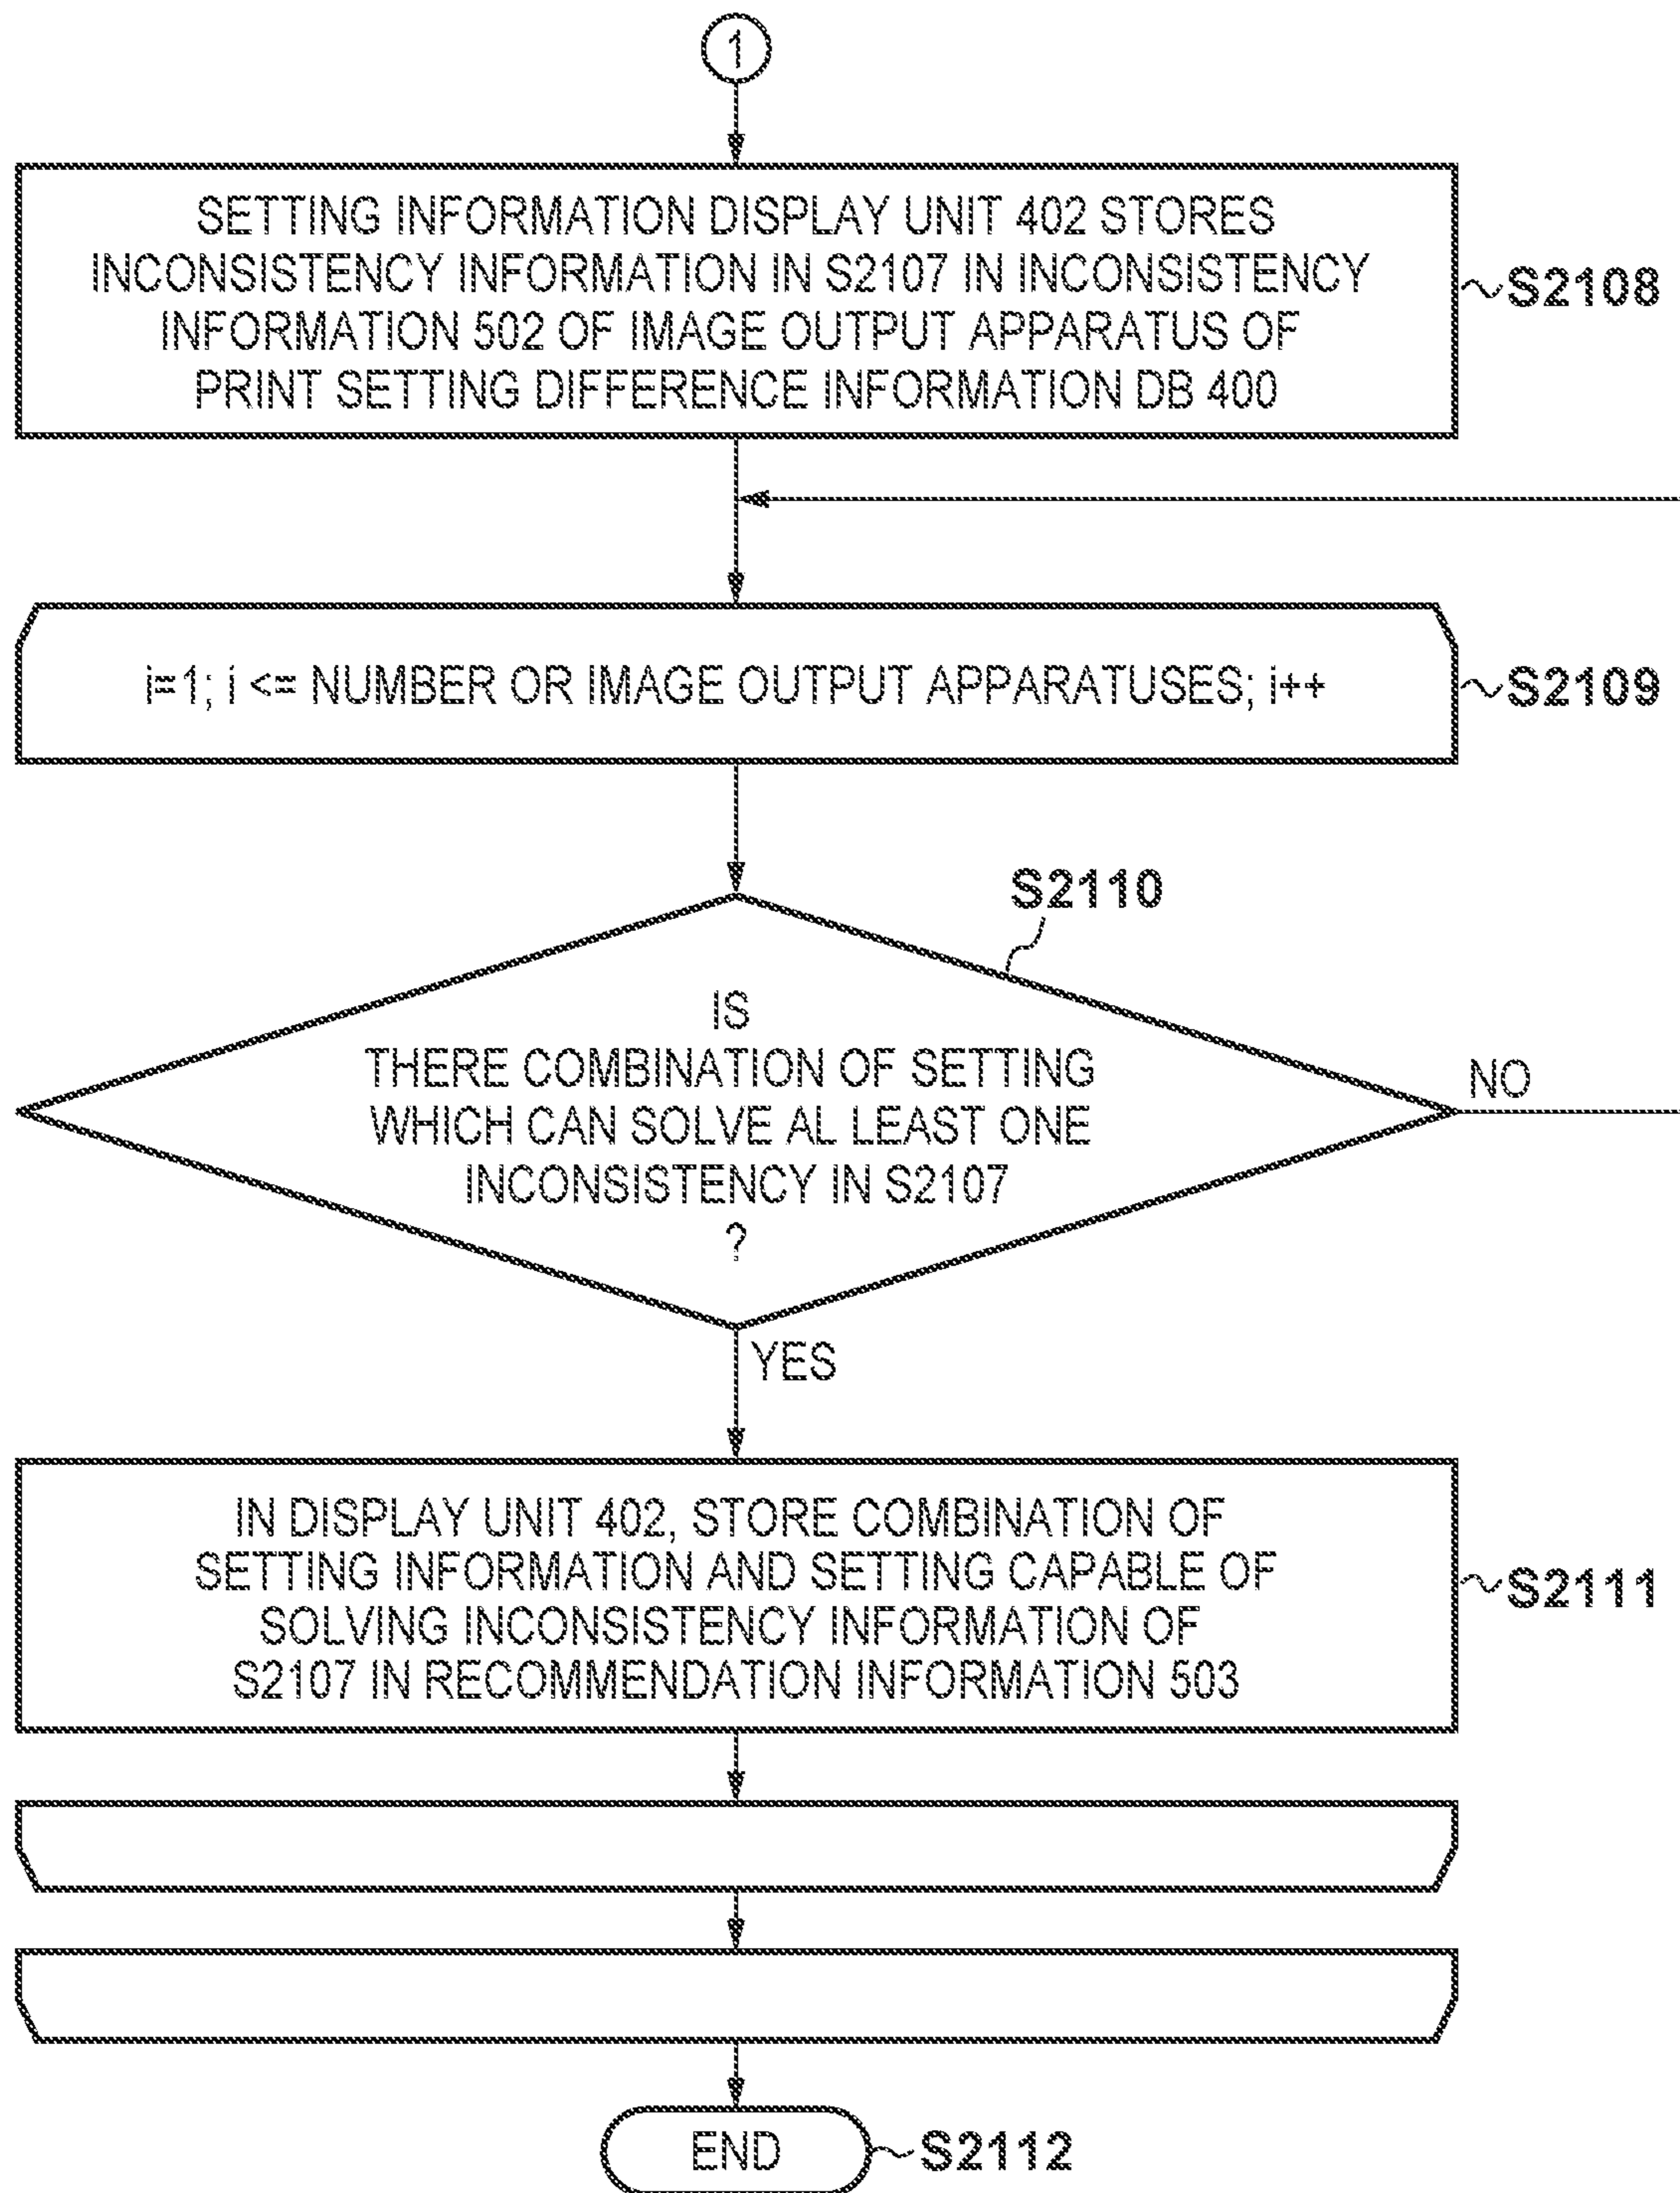 1
SETTING INFORMATION DISPLAY UNIT 402 STORES
INCONSISTENCY INFORMATION IN S2107 IN INCONSISTENCY
INFORMATION 502 OF IMAGE OUTPUT APPARATUS OF
PRINT SETTING DIFFERENCE INFORMATION DB 400
S2108
i=1; i <= NUMBER OR IMAGE OUTPUT APPARATUSES; i++
S2109
S2110
IS
THERE COMBINATION OF SETTING
WHICH CAN SOLVE AL LEAST ONE
INCONSISTENCY IN S2107
?
NO
YES
IN DISPLAY UNIT 402, STORE COMBINATION OF
SETTING INFORMATION AND SETTING CAPABLE OF
SOLVING INCONSISTENCY INFORMATION OF
S2107 IN RECOMMENDATION INFORMATION 503
S2111
END
S2112